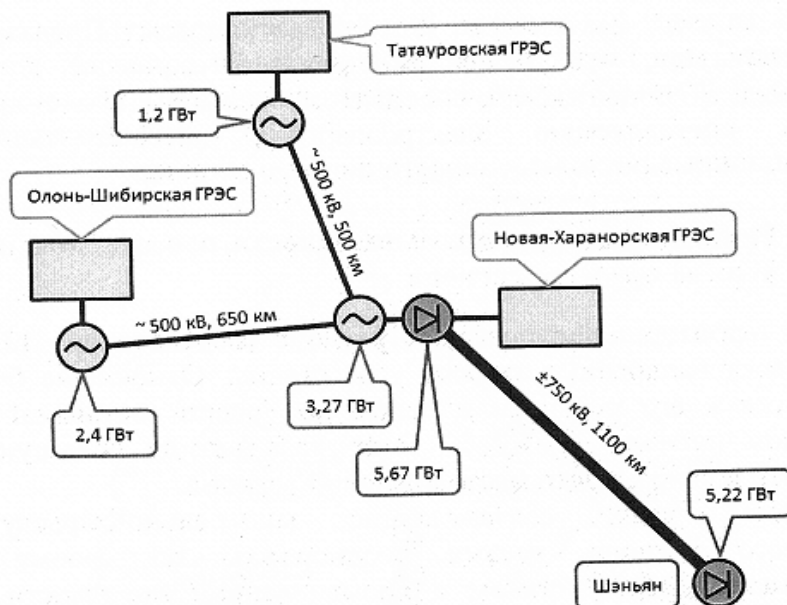 Татауровская ГРЭС
1,2 ГВт
~ 500 кВ, 500 км
Олонь-Шибирская ГРЭС
Новая-Харанорская ГРЭС
~ 500 кВ, 650 км
3,27 ГВт
2,4 ГВт
±750 кВ, 1100 км
5,67 ГВт
5,22 ГВт
Шэньян